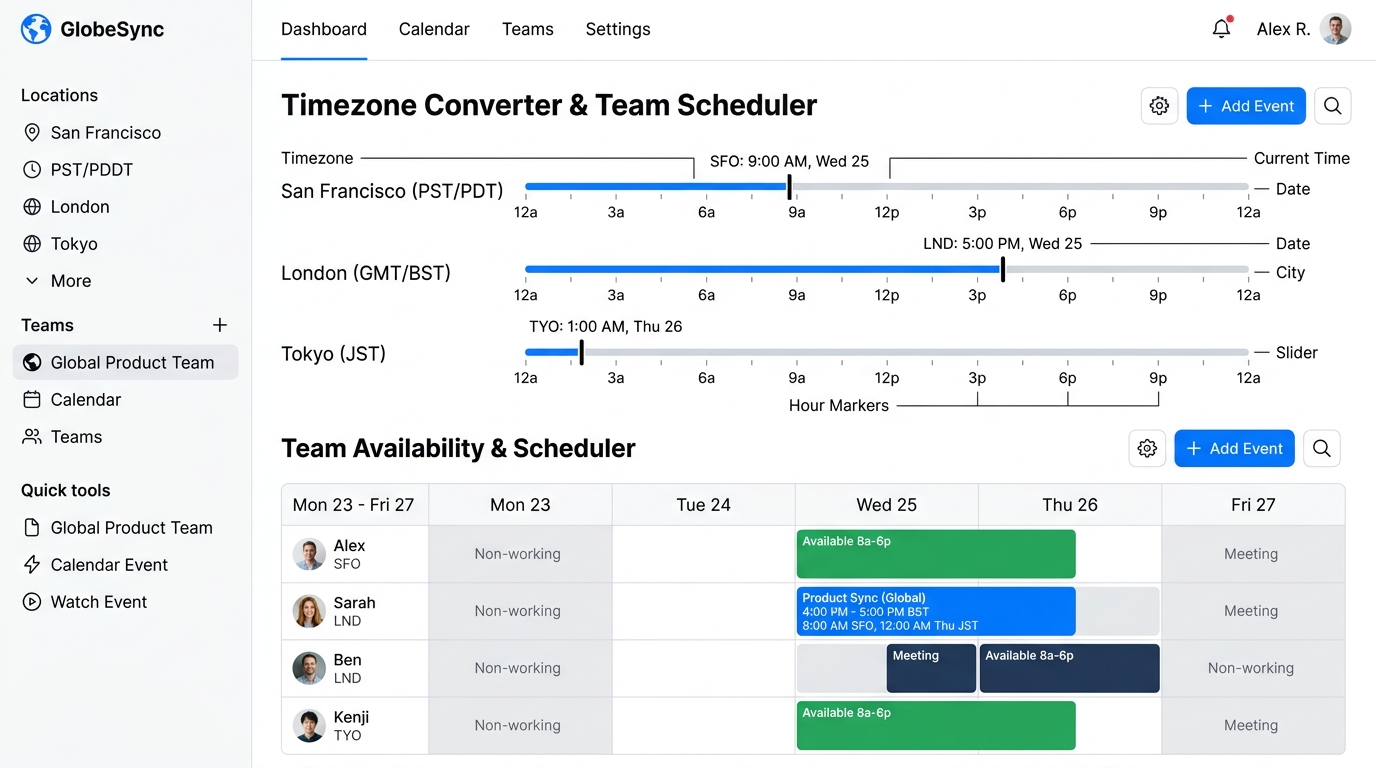 GlobeSync
Dashboard Calendar Teams Settings
Alex R.
Locations
San Francisco
PST/PDDT
London
Tokyo
More
Teams
Global Product Team
Calendar
Teams
Quick tools
Global Product Team
Calendar Event
Watch Event
Timezone Converter & Team Scheduler
+ Add Event
Timezone
SFO: 9:00 AM, Wed 25
Current Time
San Francisco (PST/PDT)
Date
12a 3a 6a 9a 12p 3p 6p 9p 12a
LND: 5:00 PM, Wed 25
Date
London (GMT/BST)
City
12a 3a 6a 9a 12p 3p 6p 9p 12a
TYO: 1:00 AM, Thu 26
Tokyo (JST)
Slider
12a 3a 6a 9a 12p 3p 6p 9p 12a
Hour Markers
Team Availability & Scheduler
+ Add Event
Mon 23 - Fri 27 Mon 23 Tue 24 Wed 25 Thu 26 Fri 27
Alex
SFO
Non-working
Available 8a-6p
Meeting
Sarah
LND
Non-working
Product Sync (Global)
4:00 PM - 5:00 PM BST
8:00 AM SFO, 12:00 AM Thu JST
Meeting
Ben
LND
Non-working
Meeting
Available 8a-6p
Non-working
Kenji
TYO
Non-working
Available 8a-6p
Meeting